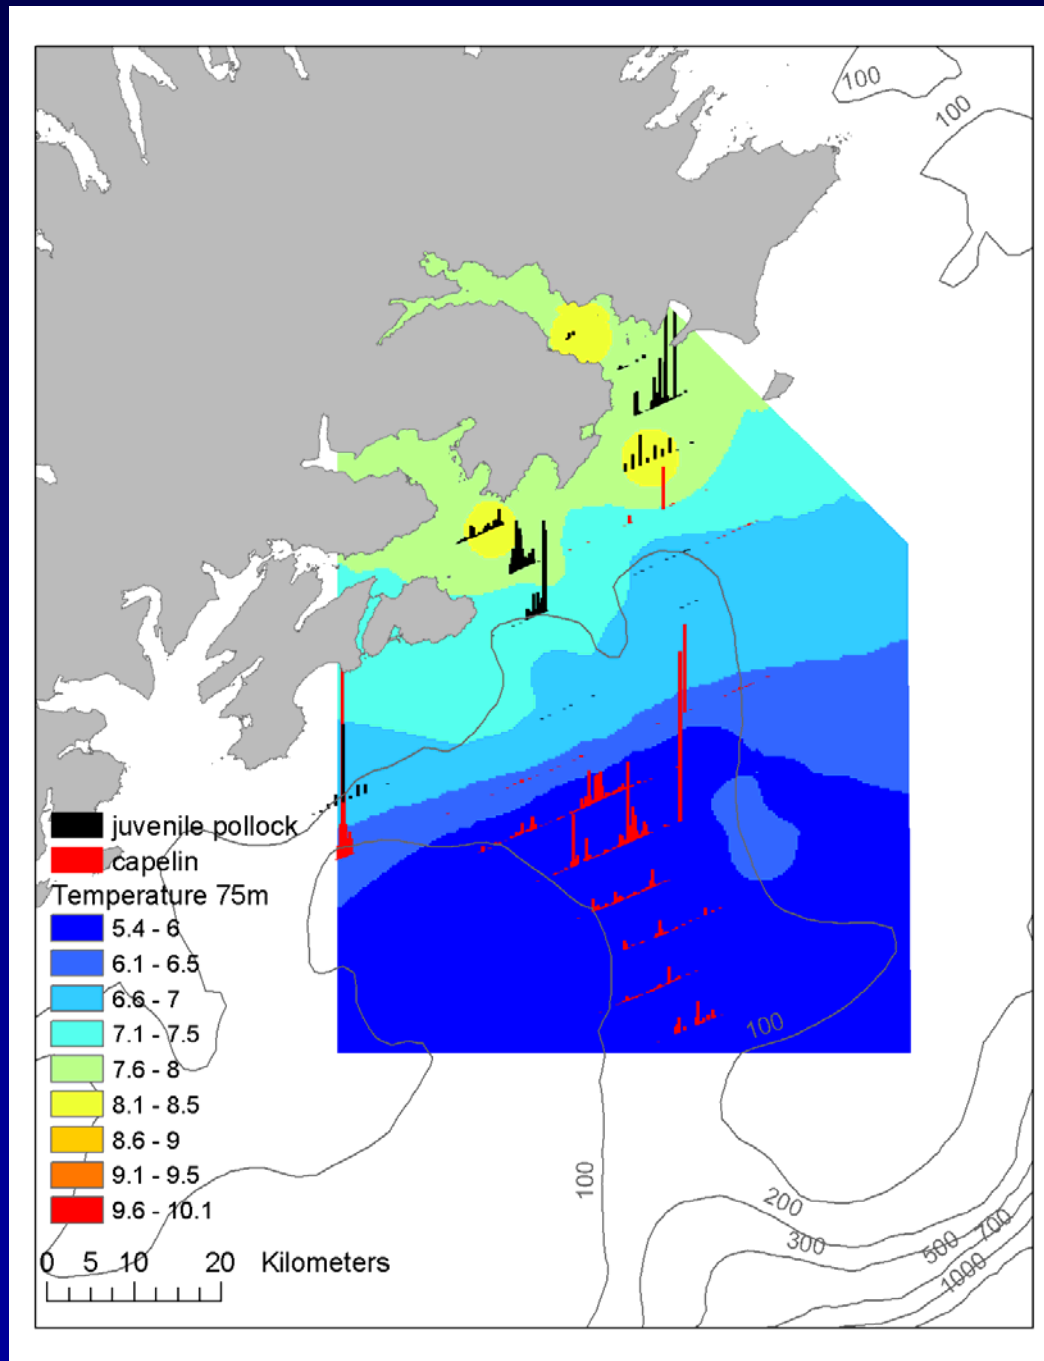 100
100
juvenile pollock
capelin
Temperature 75m
5.4 - 6
6.1 - 6.5
6.6 - 7
7.1 - 7.5
7.6 - 8
8.1 - 8.5
8.6 - 9
9.1 - 9.5
9.6 - 10.1
0 5 10 20 Kilometers
100
100
200
300
500
700
1000